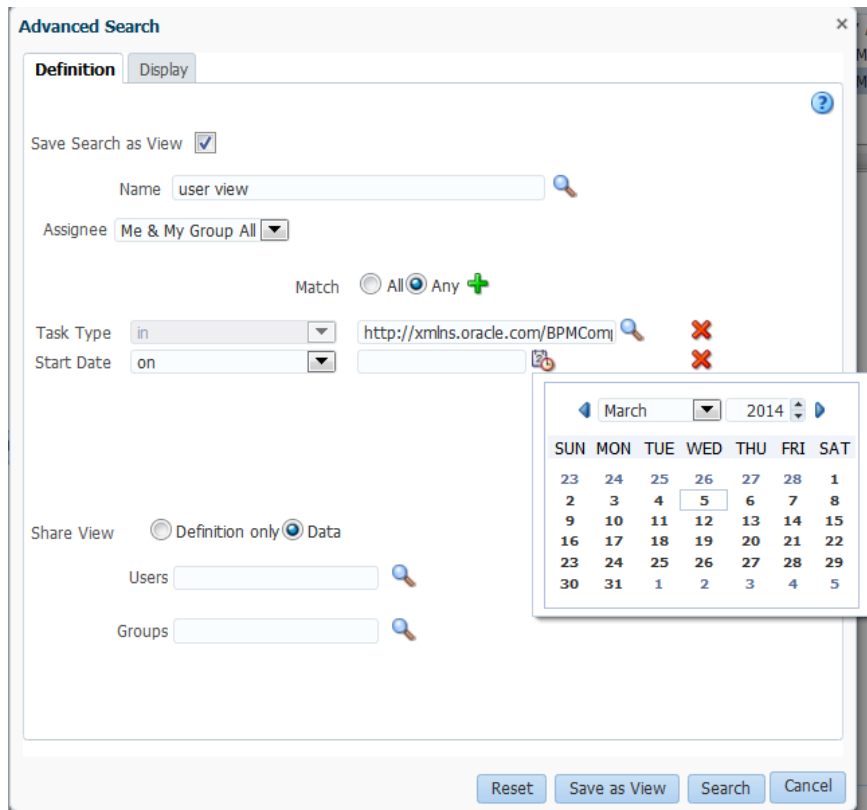 Advanced Search
Definition Display
Save Search as View
Name user view
Assignee Me & My Group All
Match All Any
Task Type in http://xmlns.oracle.com/BPMCom
Start Date on
March 2014
SUN MON TUE WED THU FRI SAT
23 24 25 26 27 28 1
2 3 4 5 6 7 8
9 10 11 12 13 14 15
16 17 18 19 20 21 22
23 24 25 26 27 28 29
30 31 1 2 3 4 5
Share View Definition only Data
Users
Groups
Reset Save as View Search Cancel